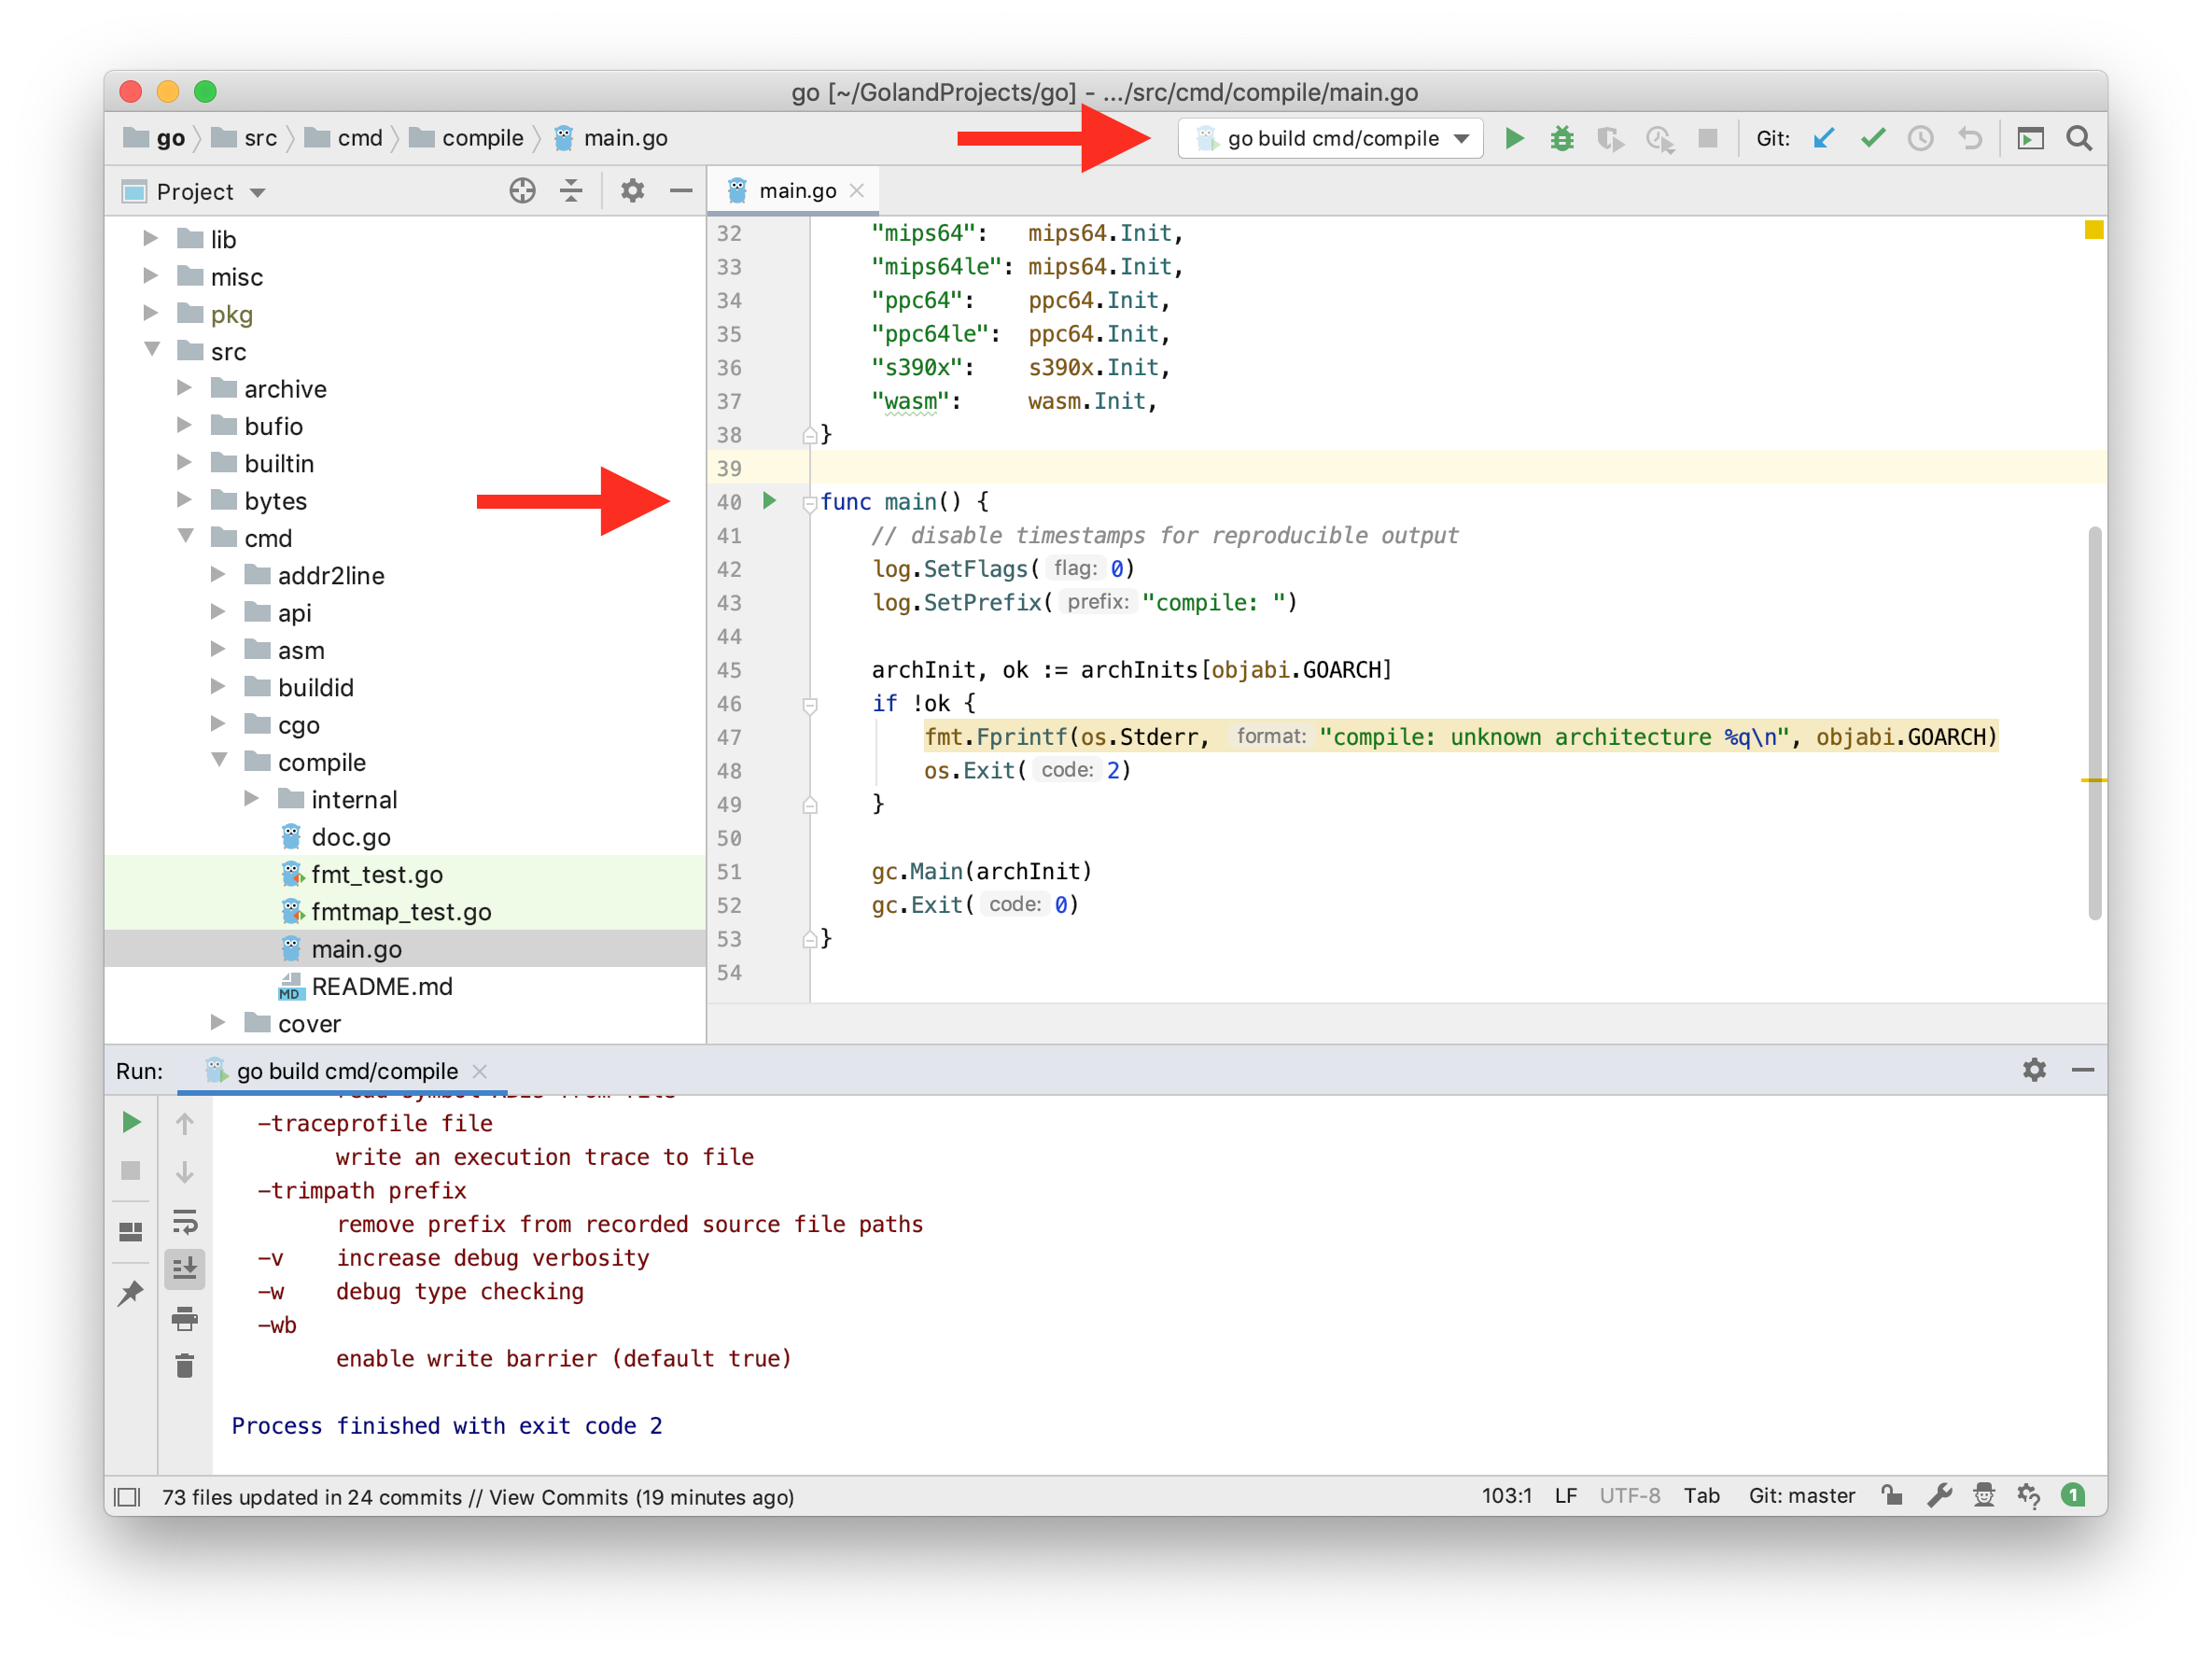 go [~/GolandProjects/go] - .../src/cmd/compile/main.go
go src cmd compile main.go go build cmd/compile Git:
Project
lib
misc
pkg
src
archive
bufio
builtin
bytes
cmd
addr2line
api
asm
buildid
cgo
compile
internal
doc.go
fmt_test.go
fmtmap_test.go
main.go
MD README.md
cover
main.go
32 "mips64": mips64.Init,
33 "mips64le": mips64.Init,
34 "ppc64": ppc64.Init,
35 "ppc64le": ppc64.Init,
36 "s390x": s390x.Init,
37 "wasm": wasm.Init,
38 }
39
40 func main() {
41 // disable timestamps for reproducible output
42 log.SetFlags( flag: 0)
43 log.SetPrefix( prefix: "compile: ")
44
45 archInit, ok := archInits[objabi.GOARCH]
46 if !ok {
47 fmt.Fprintf(os.Stderr, format: "compile: unknown architecture %q\n", objabi.GOARCH)
48 os.Exit( code: 2)
49 }
50
51 gc.Main(archInit)
52 gc.Exit( code: 0)
53 }
54
Run: go build cmd/compile
-traceprofile file
write an execution trace to file
-trimpath prefix
remove prefix from recorded source file paths
-v increase debug verbosity
-w debug type checking
-wb
enable write barrier (default true)
Process finished with exit code 2
73 files updated in 24 commits // View Commits (19 minutes ago) 103:1 LF UTF-8 Tab Git: master 1